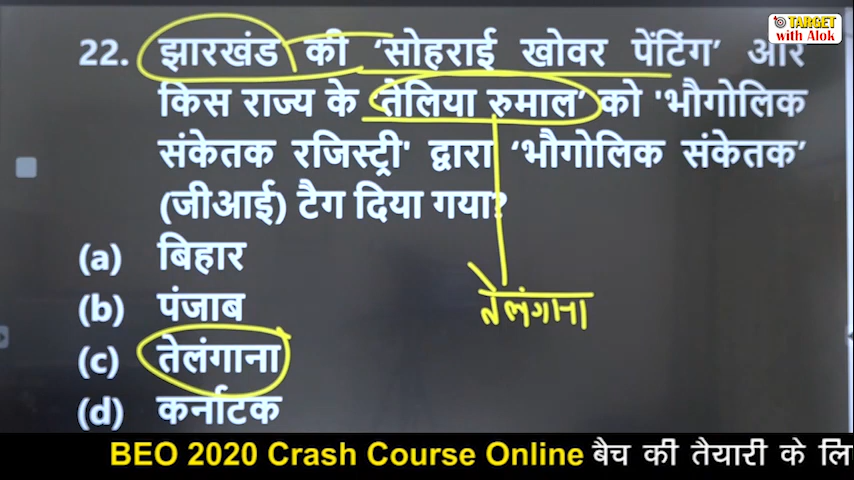 TARGET
with Alok
22. झारखंड की 'सोहराई खोवर पेंटिंग' और
किस राज्य के 'तेलिया रुमाल' को 'भौगोलिक
संकेतक रजिस्ट्री' द्वारा 'भौगोलिक संकेतक'
(जीआई) टैग दिया गया?
(a) बिहार
(b) पंजाब
तेलंगाना
(c) तेलंगाना
(d) कर्नाटक
BEO 2020 Crash Course Online बैच की तैयारी के लि